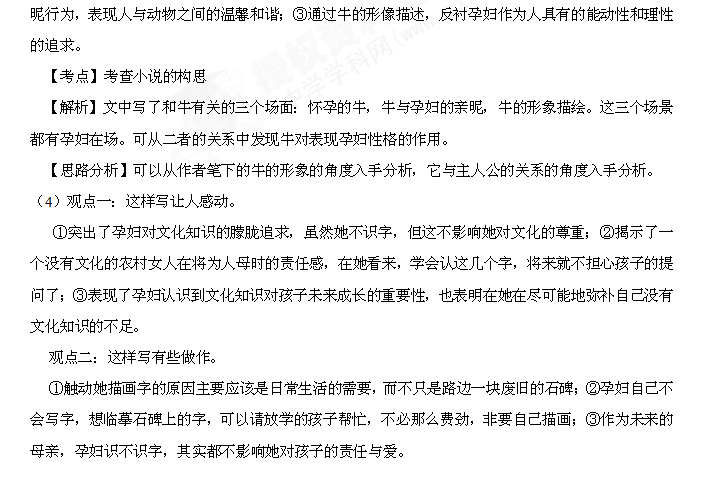 昵行为，表现人与动物之间的温馨和谐；③通过牛的形像描述，反衬孕妇作为人具有的能动性和理性
的追求。
【考点】考查小说的构思
【解析】文中写了和牛有关的三个场面：怀孕的牛，牛与孕妇的亲昵，牛的形象描绘。这三个场景
都有孕妇在场。可从二者的关系中发现牛对表现孕妇性格的作用。
【思路分析】可以从作者笔下的牛的形象的角度入手分析，它与主人公的关系的角度入手分析。
（4）观点一：这样写让人感动。
①突出了孕妇对文化知识的朦胧追求，虽然她不识字，但这不影响她对文化的尊重；②揭示了一
个没有文化的农村女人在将为人母时的责任感，在她看来，学会认这几个字，将来就不担心孩子的提
问了；③表现了孕妇认识到文化知识对孩子未来成长的重要性，也表明在她在尽可能地弥补自己没有
文化知识的不足。
观点二：这样写有些做作。
①触动她描画字的原因主要应该是日常生活的需要，而不只是路边一块废旧的石碑；②孕妇自己不
会写字，想临摹石碑上的字，可以请放学的孩子帮忙，不必那么费劲，非要自己描画；③作为未来的
母亲，孕妇识不识字，其实都不影响她对孩子的责任与爱。